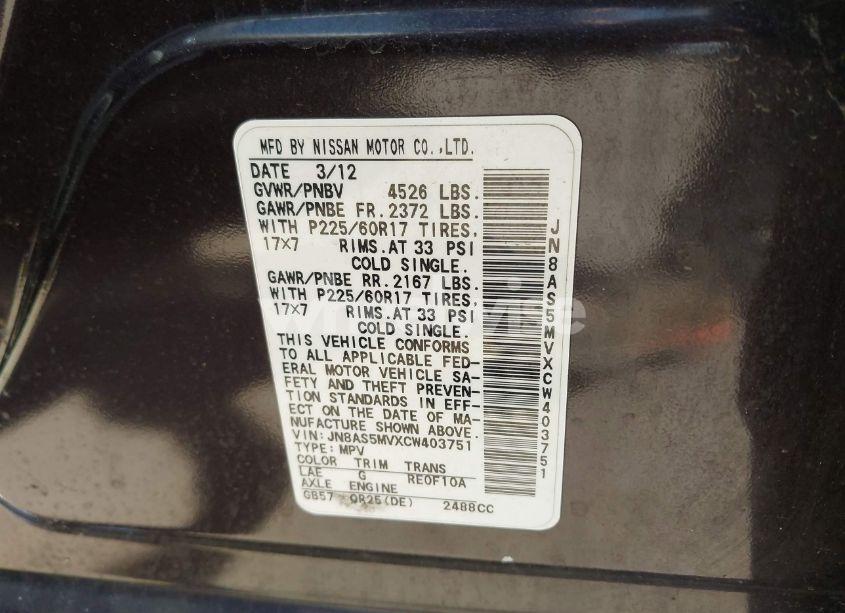 MFD BY NISSAN MOTOR CO.,LTD.
DATE 3/12
GVWR/PNBV 4526 LBS.
GAWR/PNBE FR. 2372 LBS.
WITH P225/60R17 TIRES,
17×7 RIMS.AT 33 PSI
COLD SINGLE.
GAWR/PNBE RR. 2167 LBS.
WITH P225/60R17 TIRES,
17×7 RIMS.AT 33 PSI
COLD SINGLE.
THIS VEHICLE CONFORMS
TO ALL APPLICABLE FED-
ERAL MOTOR VEHICLE SA-
FETY AND THEFT PREVEN-
TION STANDARDS IN EFF-
ECT ON THE DATE OF MA-
NUFACTURE SHOWN ABOVE.
VIN:JN8AS5MVXCW403751
TYPE: MPV
COLOR TRIM TRANS
LAE G RE0F10A
AXLE ENGINE
GB57 QR25(DE) 2488CC
JN8AS5MVXCW403751